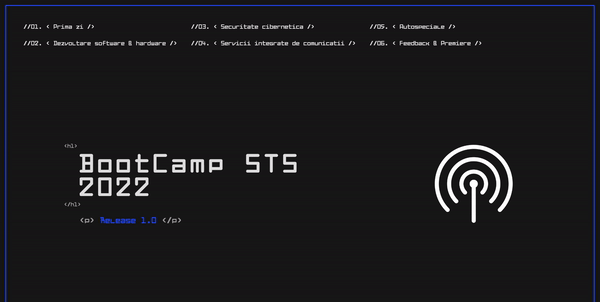 //01. < Prima zi />
//03. < Securitate cibernetica />
//05. < Autospeciale />
//02. < Dezvoltare software & hardware />
//04. < Servicii integrate de comunicatii />
//06. < Feedback & Premiere />
<h1>
BootCamp STS
2022
</h1>
<p> Release 1.0 </p>